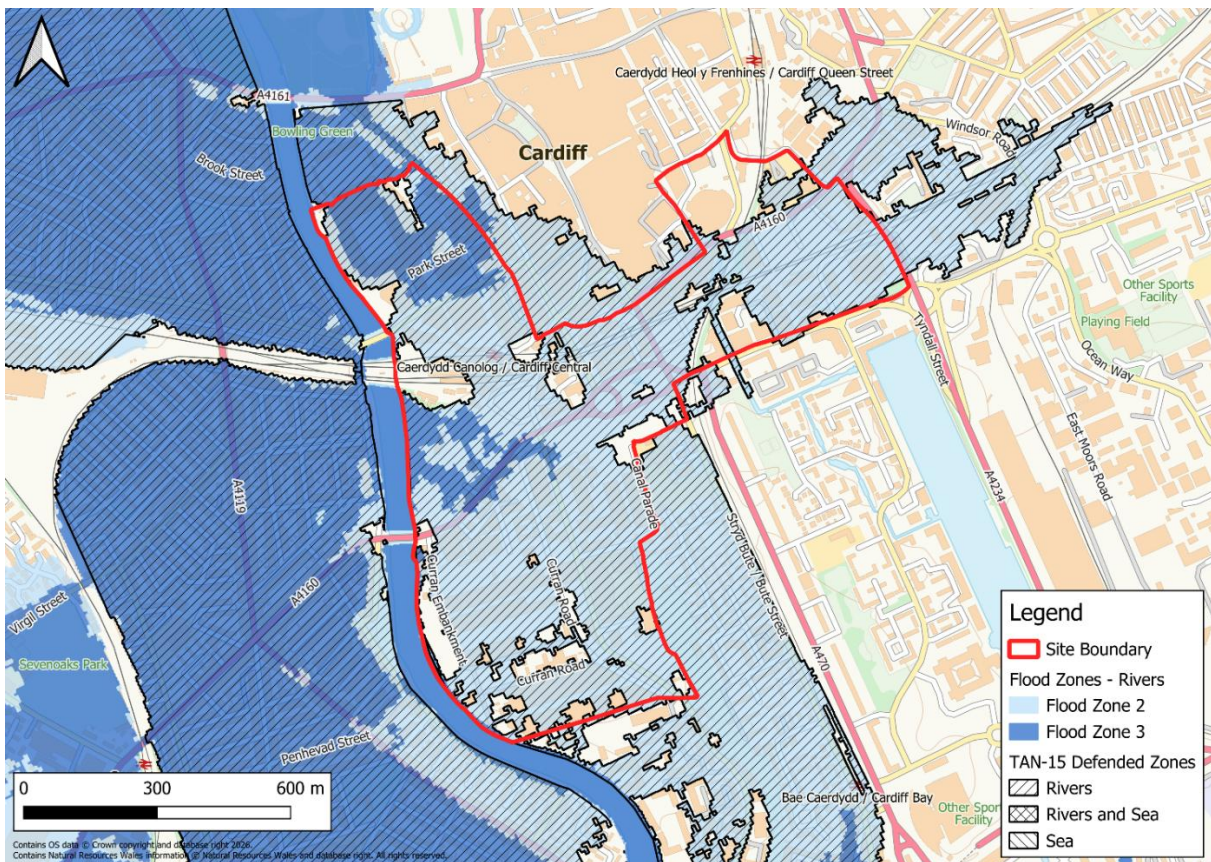 Caerdydd Heol y Frenhines / Cardiff Queen Street
A4161
Bowling Green
Windsor Road
Cardiff
Brook Street
A4160
Park Street
Other Sports
Facility
Playing Field
Tyndall Street
Ocean Way
Caerdydd Canolog / Cardiff Central
East Moors Road
A4119
Canal Parade
A4234
A4160
Curran Embankment
Curran Road
Stryd Bute / Bute Street
Virgil Street
Sevenoaks Park
Curran Road
A470
Penhevad Street
Bae Caerdydd / Cardiff Bay
Other Sp
Facility
Legend
Site Boundary
Flood Zones - Rivers
Flood Zone 2
Flood Zone 3
TAN-15 Defended Zones
Rivers
Rivers and Sea
Sea
0 300 600 m
Contains OS data © Crown copyright and database right 2026.
Contains Natural Resources Wales information © Natural Resources Wales and database right. All rights reserved.